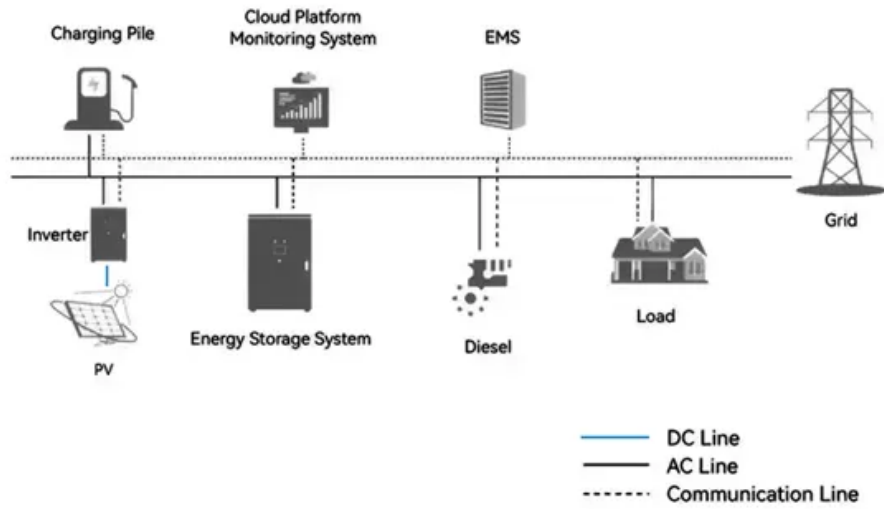 Charging Pile
Cloud Platform
Monitoring System
EMS
Grid
Inverter
Energy Storage System
Load
Diesel
PV
DC Line
AC Line
Communication Line